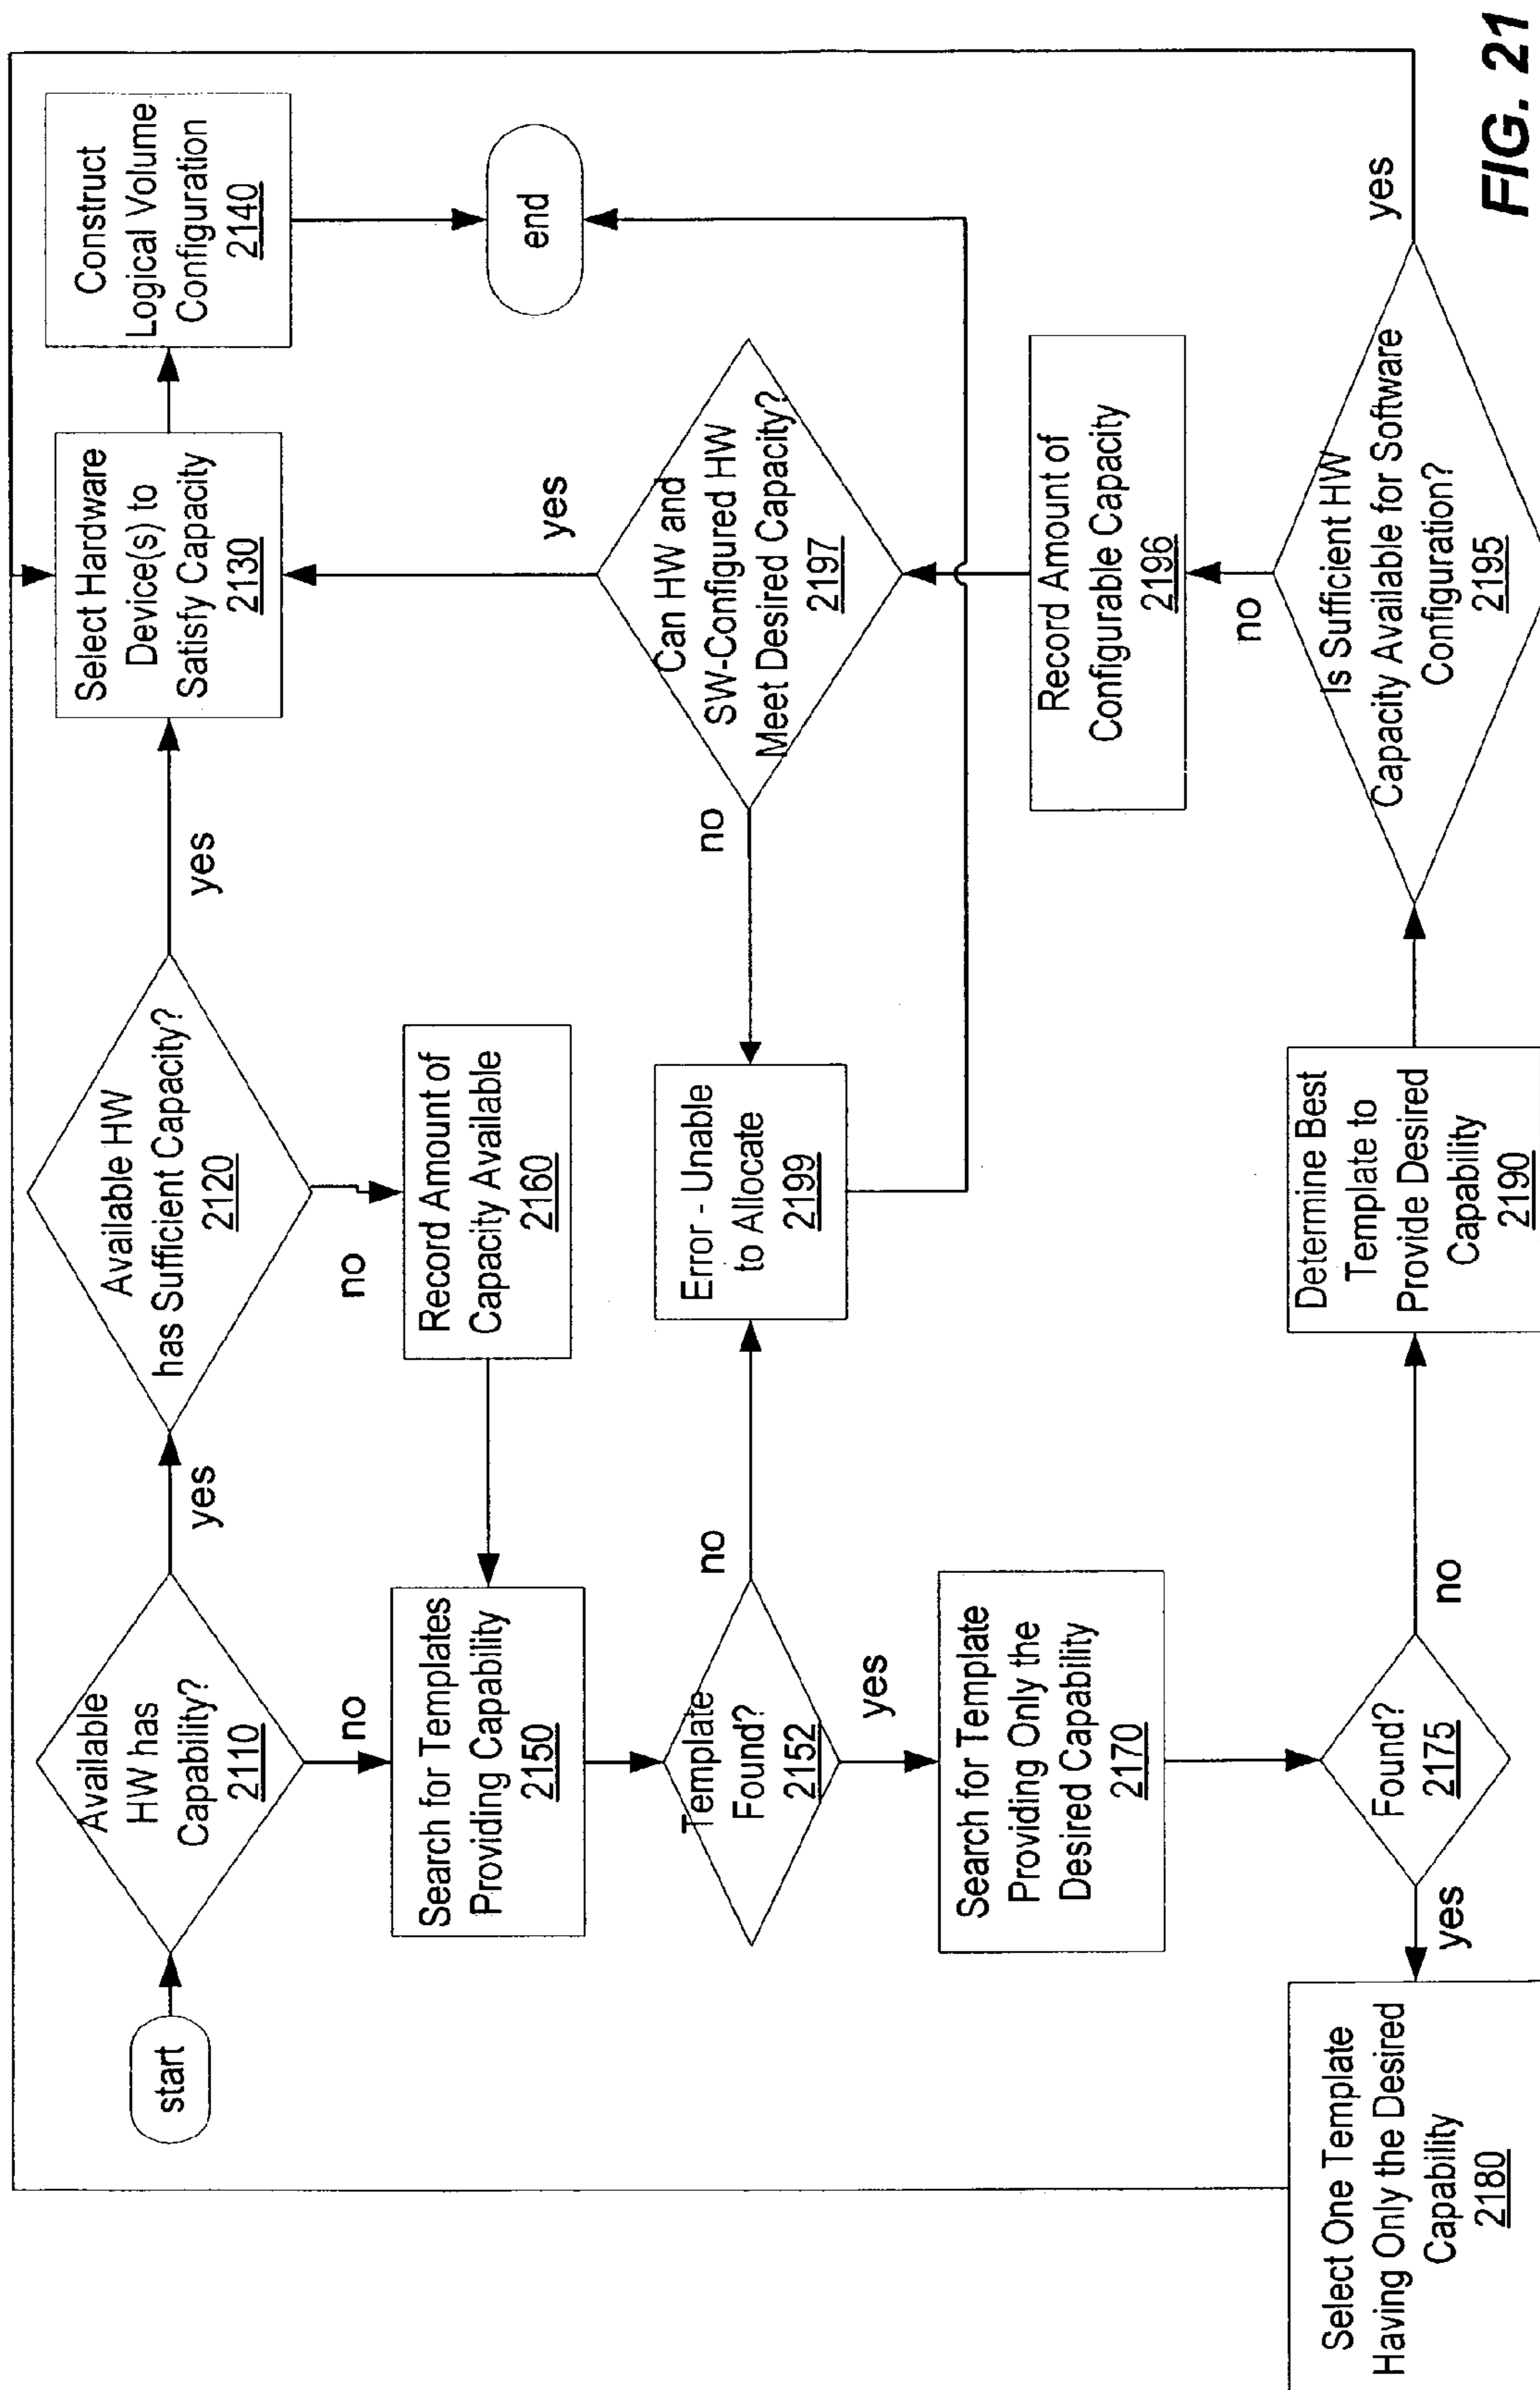 start
Available
HW has
Capability?
2110
yes
no
Available HW
has Sufficient Capacity?
2120
yes
no
Select Hardware
Device(s) to
Satisfy Capacity
2130
Construct
Logical Volume
Configuration
2140
Search for Templates
Providing Capability
2150
Record Amount of
Capacity Available
2160
end
Template
Found?
2152
no
yes
Error - Unable
to Allocate
2199
no
Can HW and
SW-Configured HW
Meet Desired Capacity?
2197
yes
Search for Template
Providing Only the
Desired Capability
2170
Record Amount of
Configurable Capacity
2196
Select One Template
Having Only the Desired
Capability
2180
yes
Found?
2175
no
Determine Best
Template to
Provide Desired
Capability
2190
no
Is Sufficient HW
Capacity Available for Software
Configuration?
2195
yes
FIG. 21